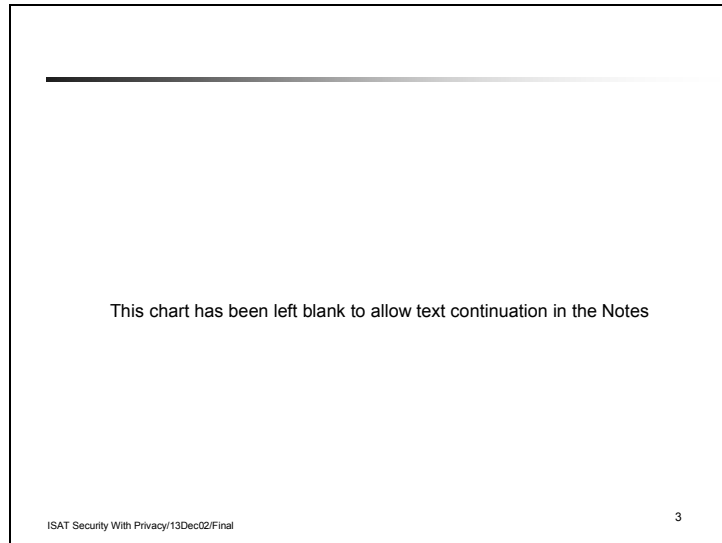 This chart has been left blank to allow text continuation in the Notes
ISAT Security With Privacy/13Dec02/Final
3